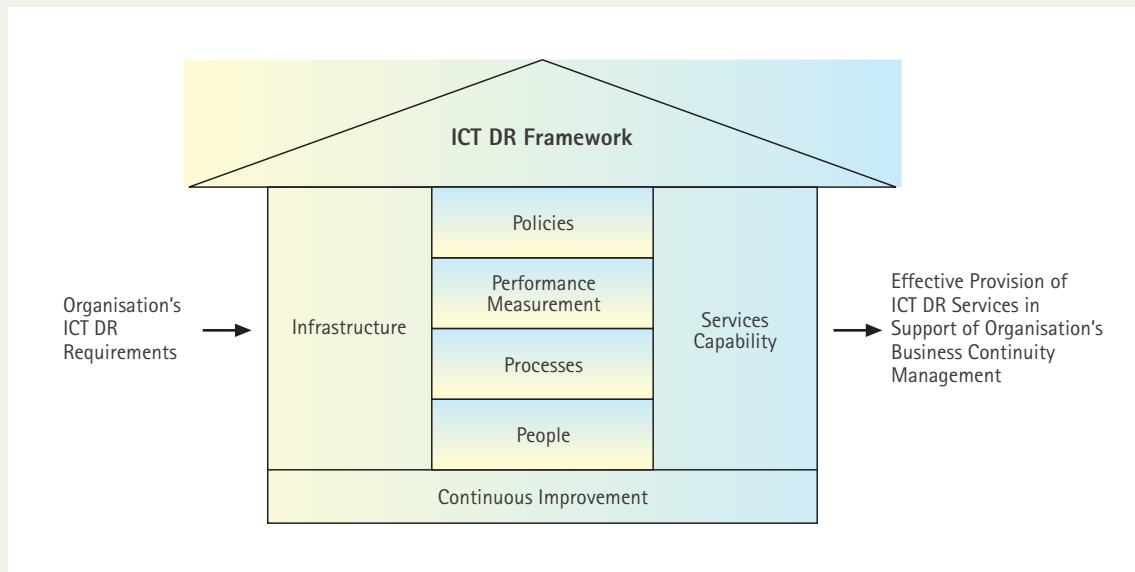 ICT DR Framework
Organisation's
ICT DR
Requirements
Infrastructure
Policies
Performance
Measurement
Processes
People
Services
Capability
Effective Provision of
ICT DR Services in
Support of Organisation's
Business Continuity
Management
Continuous Improvement